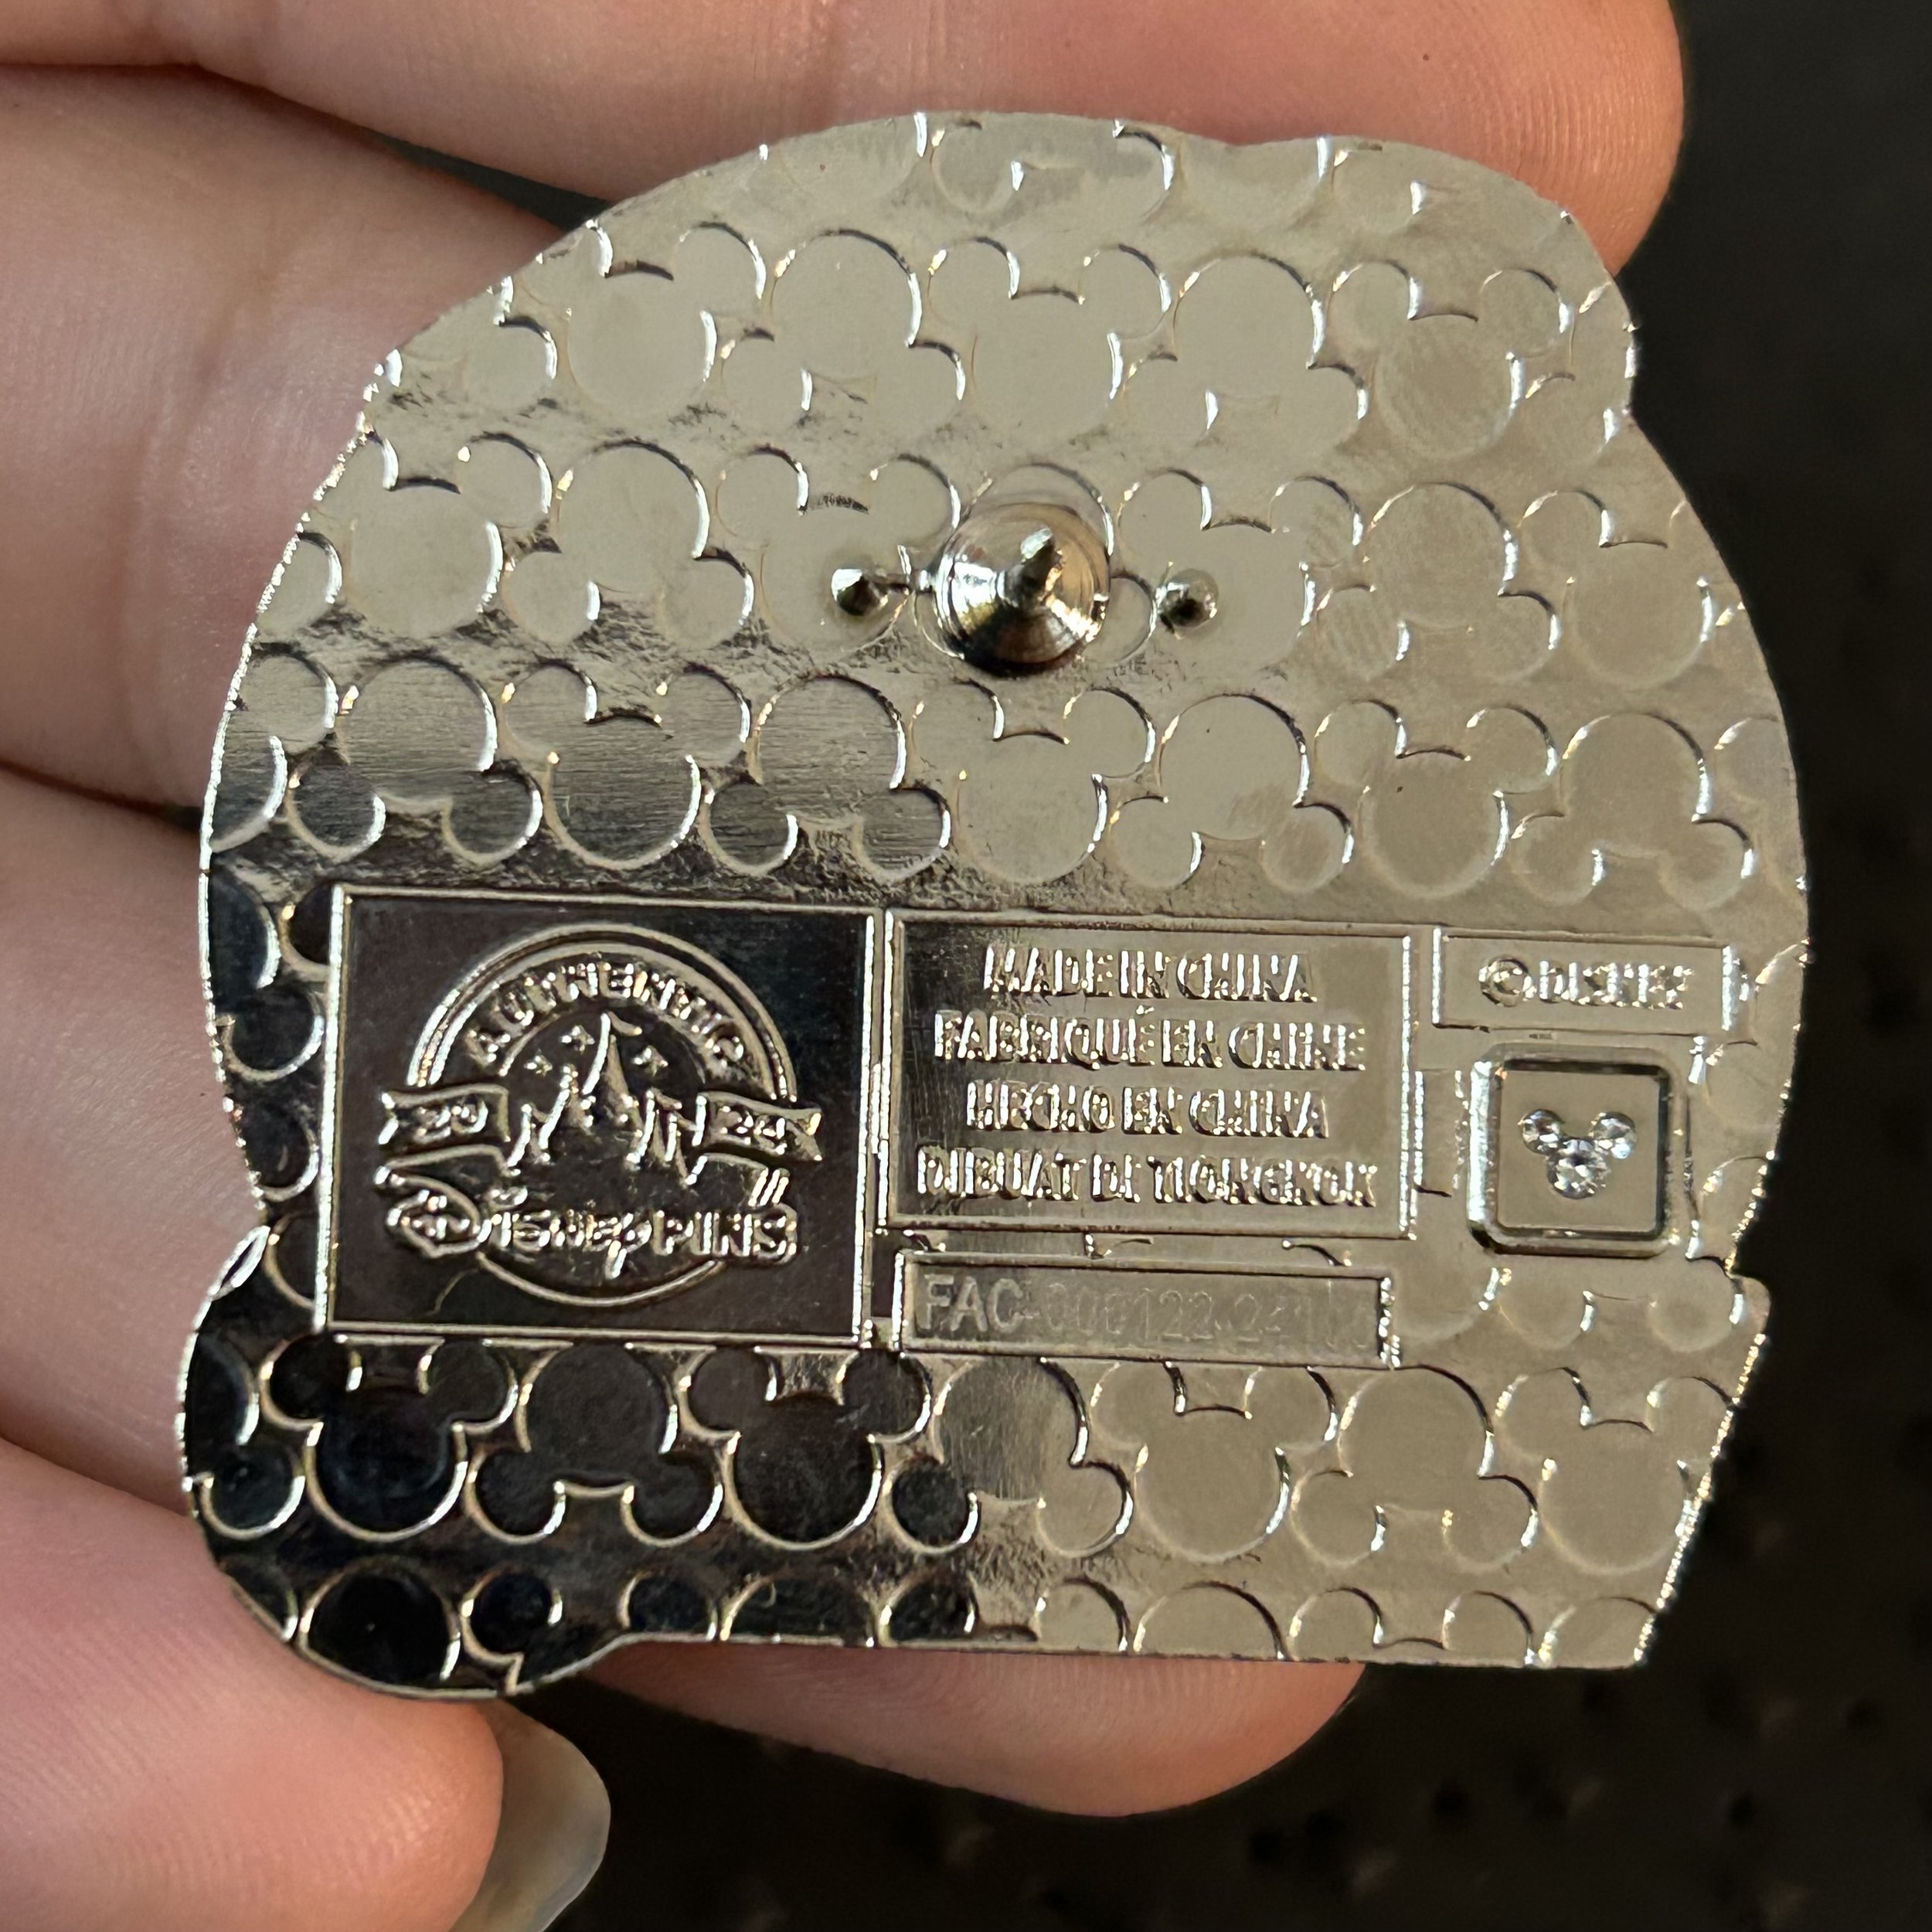 AUTHENTIC
20 24
DISNEY PINS
MADE IN CHINA
FABRIQUÉ EN CHINE
HECHO EN CHINA
DIBUAT DI TIONGKOK
© DISNEY